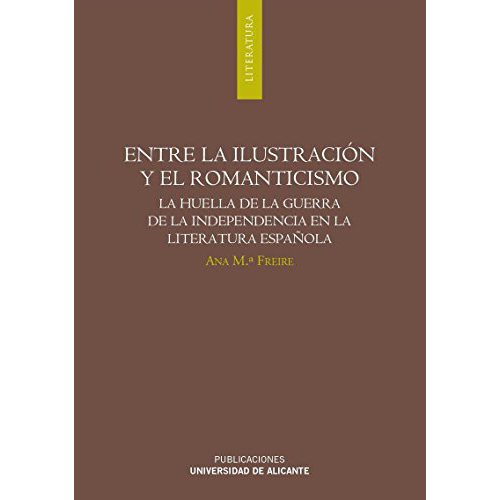 LITERATURA
ENTRE LA ILUSTRACIÓN
Y EL ROMANTICISMO
LA HUELLA DE LA GUERRA
DE LA INDEPENDENCIA EN LA
LITERATURA ESPAÑOLA
ANA M.ª FREIRE
PUBLICACIONES
UNIVERSIDAD DE ALICANTE